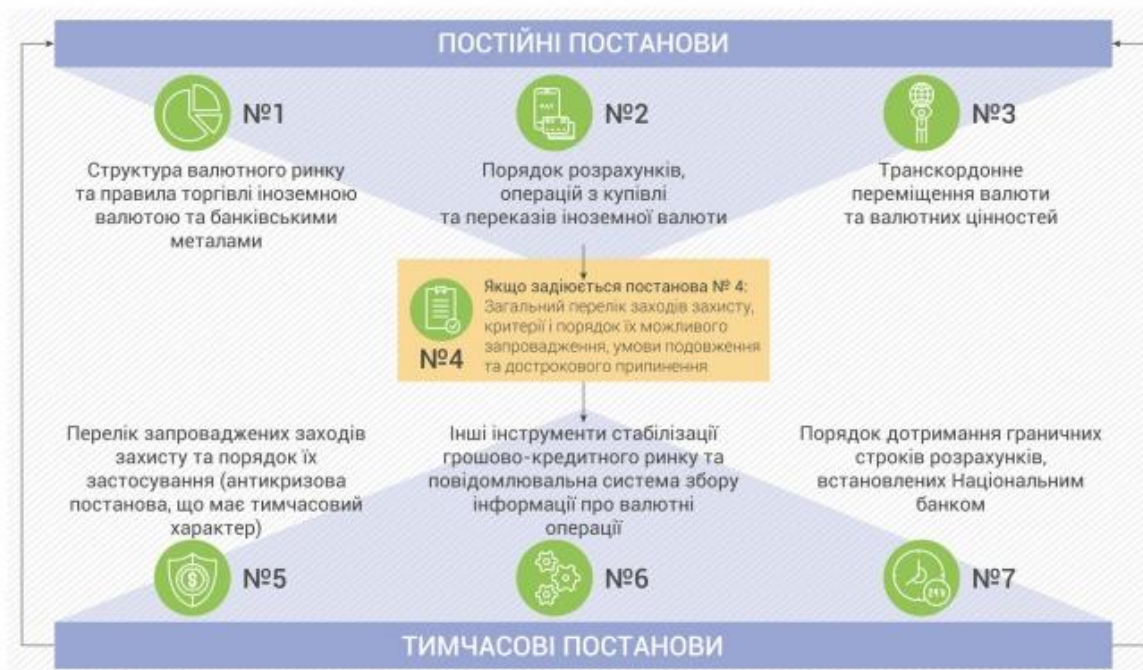 ПОСТІЙНІ ПОСТАНОВИ
№1
Структура валютного ринку
та правила торгівлі іноземною
валютою та банківськими
металами
№2
Порядок розрахунків,
операцій з купівлі
та переказів іноземної валюти
№3
Транскордонне
переміщення валюти
та валютних цінностей
№4
Якщо задіюється постанова № 4:
Загальний перелік заходів захисту,
критерії і порядок їх можливого
запровадження, умови подовження
та дострокового припинення
Перелік запроваджених заходів
захисту та порядок їх
застосування (антикризова
постанова, що має тимчасовий
характер)
№5
Інші інструменти стабілізації
грошово-кредитного ринку та
повідомлювальна система збору
інформації про валютні
операції
№6
Порядок дотримання граничних
строків розрахунків,
встановлених Національним
банком
№7
ТИМЧАСОВІ ПОСТАНОВИ